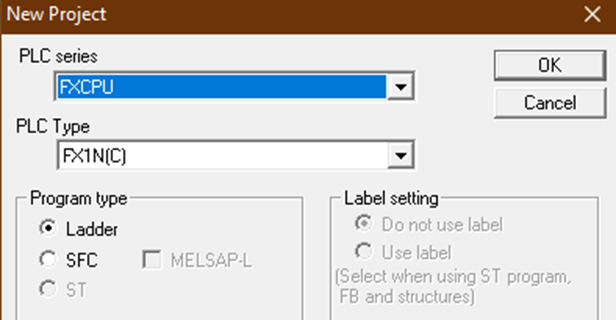 New Project
PLC series
FXCPU
OK
Cancel
PLC Type
FX1N(C)
Program type
Ladder
SFC
MELSAP-L
ST
Label setting
Do not use label
Use label
(Select when using ST program,
FB and structures)